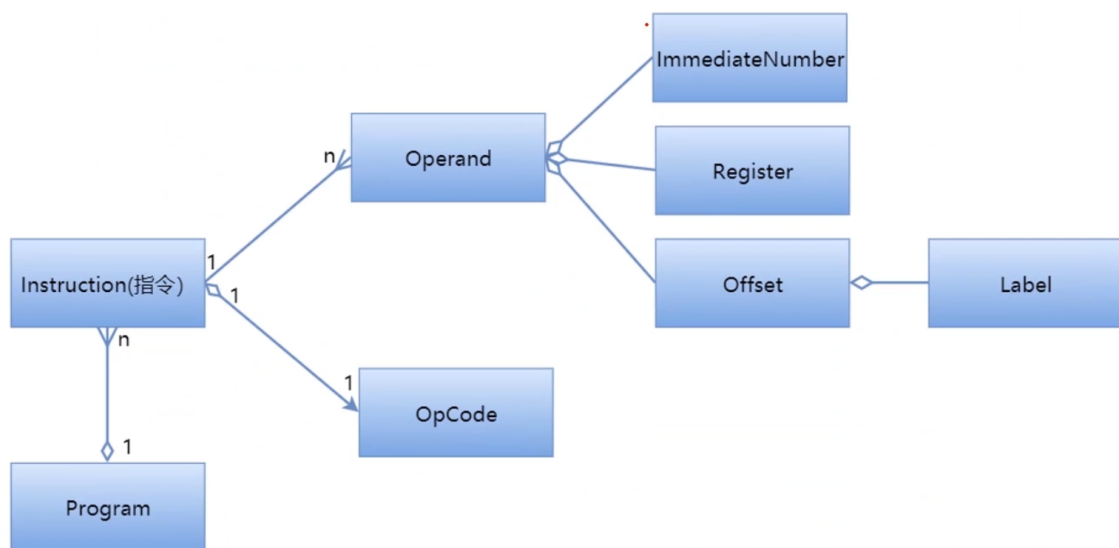 ImmediateNumber
n
Operand
Register
1
Instruction(指令)
1
Offset
Label
n
1
OpCode
1
Program